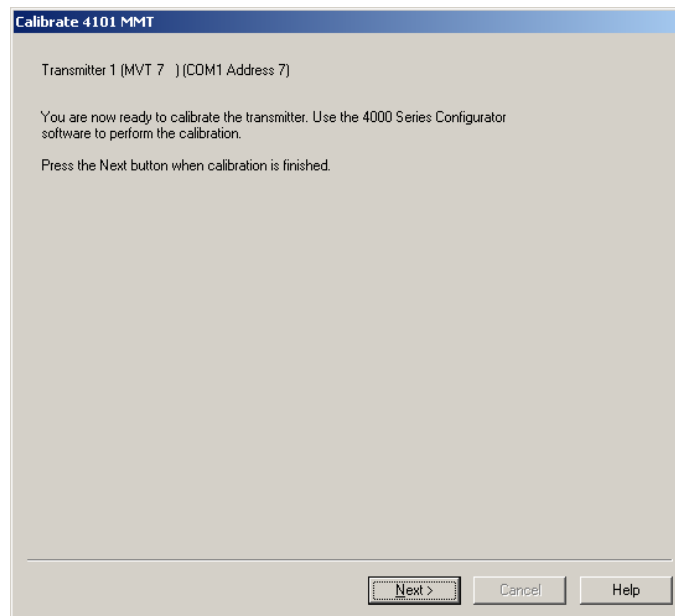 Calibrate 4101 MMT
Transmitter 1 (MVT 7   ) (COM1 Address 7)
You are now ready to calibrate the transmitter. Use the 4000 Series Configurator
software to perform the calibration.
Press the Next button when calibration is finished.
Next >
Cancel
Help